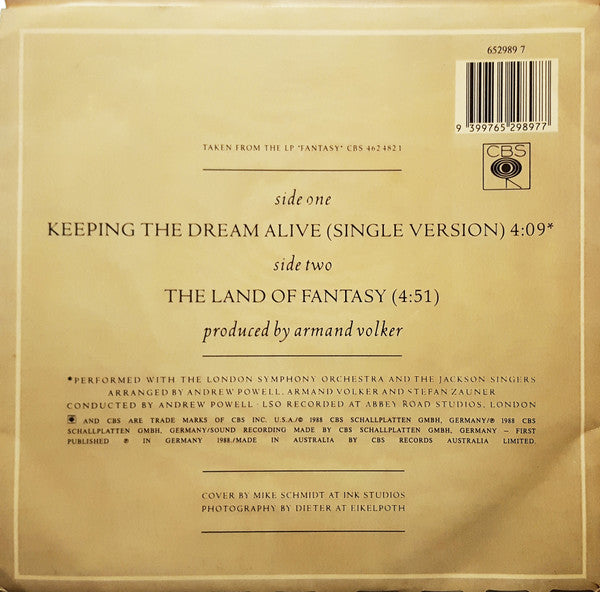 652989 7
9 399765 298977
CBS
TAKEN FROM THE LP "FANTASY" CBS 462482 1
side one
KEEPING THE DREAM ALIVE (SINGLE VERSION) 4:09*
side two
THE LAND OF FANTASY (4:51)
produced by armand volker
*PERFORMED WITH THE LONDON SYMPHONY ORCHESTRA AND THE JACKSON SINGERS
ARRANGED BY ANDREW POWELL, ARMAND VOLKER AND STEFAN ZAUNER
CONDUCTED BY ANDREW POWELL · LSO RECORDED AT ABBEY ROAD STUDIOS, LONDON
AND CBS ARE TRADE MARKS OF CBS INC. U.S.A./© 1988 CBS SCHALLPLATTEN GMBH, GERMANY/℗ 1988 CBS
SCHALLPLATTEN GMBH, GERMANY/SOUND RECORDING MADE BY CBS SCHALLPLATTEN GMBH, GERMANY – FIRST
PUBLISHED ℗ IN GERMANY 1988./MADE IN AUSTRALIA BY CBS RECORDS AUSTRALIA LIMITED.
COVER BY MIKE SCHMIDT AT INK STUDIOS
PHOTOGRAPHY BY DIETER AT EIKELPOTH